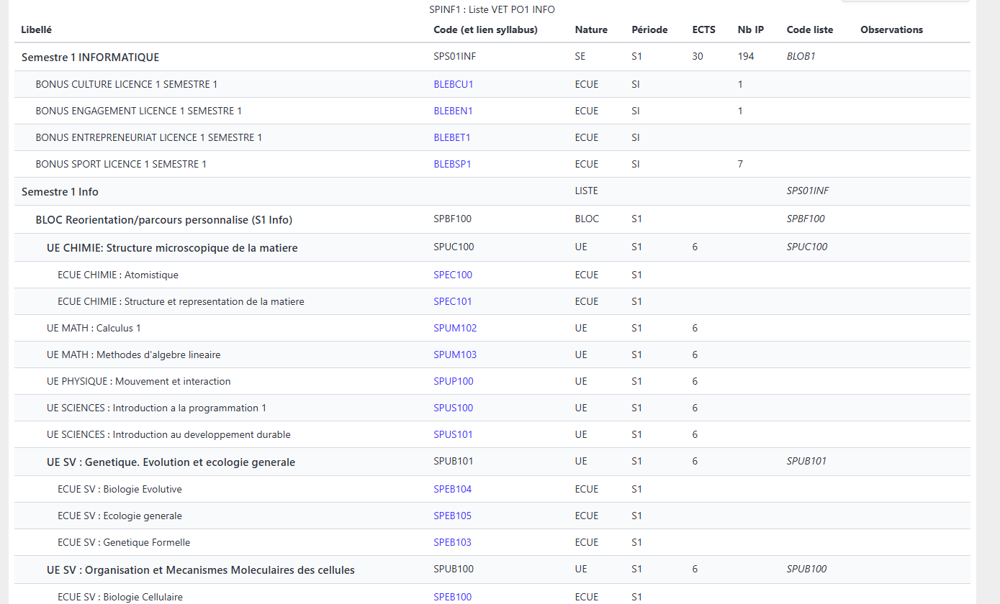 SPINF1 : Liste VET PO1 INFO
Libellé Code (et lien syllabus) Nature Période ECTS Nb IP Code liste Observations
Semestre 1 INFORMATIQUE SPS01INF SE S1 30 194 BLOB1
BONUS CULTURE LICENCE 1 SEMESTRE 1 BLEBCU1 ECUE SI 1
BONUS ENGAGEMENT LICENCE 1 SEMESTRE 1 BLEBEN1 ECUE SI 1
BONUS ENTREPRENEURIAT LICENCE 1 SEMESTRE 1 BLEBET1 ECUE SI
BONUS SPORT LICENCE 1 SEMESTRE 1 BLEBSP1 ECUE SI 7
Semestre 1 Info LISTE SPS01INF
BLOC Reorientation/parcours personnalise (S1 Info) SPBF100 BLOC S1 SPBF100
UE CHIMIE: Structure microscopique de la matiere SPUC100 UE S1 6 SPUC100
ECUE CHIMIE : Atomistique SPEC100 ECUE S1
ECUE CHIMIE : Structure et representation de la matiere SPEC101 ECUE S1
UE MATH : Calculus 1 SPUM102 UE S1 6
UE MATH : Methodes d'algebre lineaire SPUM103 UE S1 6
UE PHYSIQUE : Mouvement et interaction SPUP100 UE S1 6
UE SCIENCES : Introduction a la programmation 1 SPUS100 UE S1 6
UE SCIENCES : Introduction au developpement durable SPUS101 UE S1 6
UE SV : Genetique. Evolution et ecologie generale SPUB101 UE S1 6 SPUB101
ECUE SV : Biologie Evolutive SPEB104 ECUE S1
ECUE SV : Ecologie generale SPEB105 ECUE S1
ECUE SV : Genetique Formelle SPEB103 ECUE S1
UE SV : Organisation et Mecanismes Moleculaires des cellules SPUB100 UE S1 6 SPUB100
ECUE SV : Biologie Cellulaire SPEB100 ECUE S1